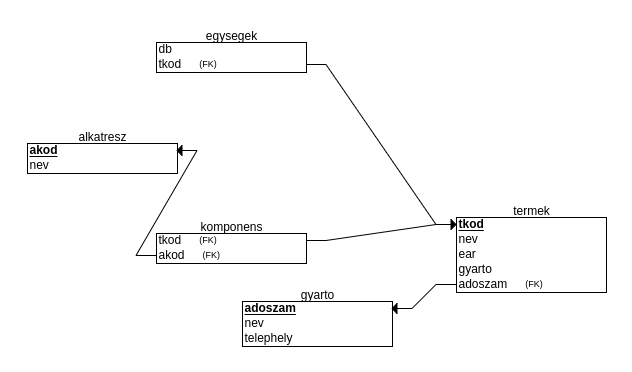 egysegek
db
tkod (FK)
alkatresz
akod
nev
komponens
tkod (FK)
akod (FK)
termek
tkod
nev
ear
gyarto
adoszam (FK)
gyarto
adoszam
nev
telephely